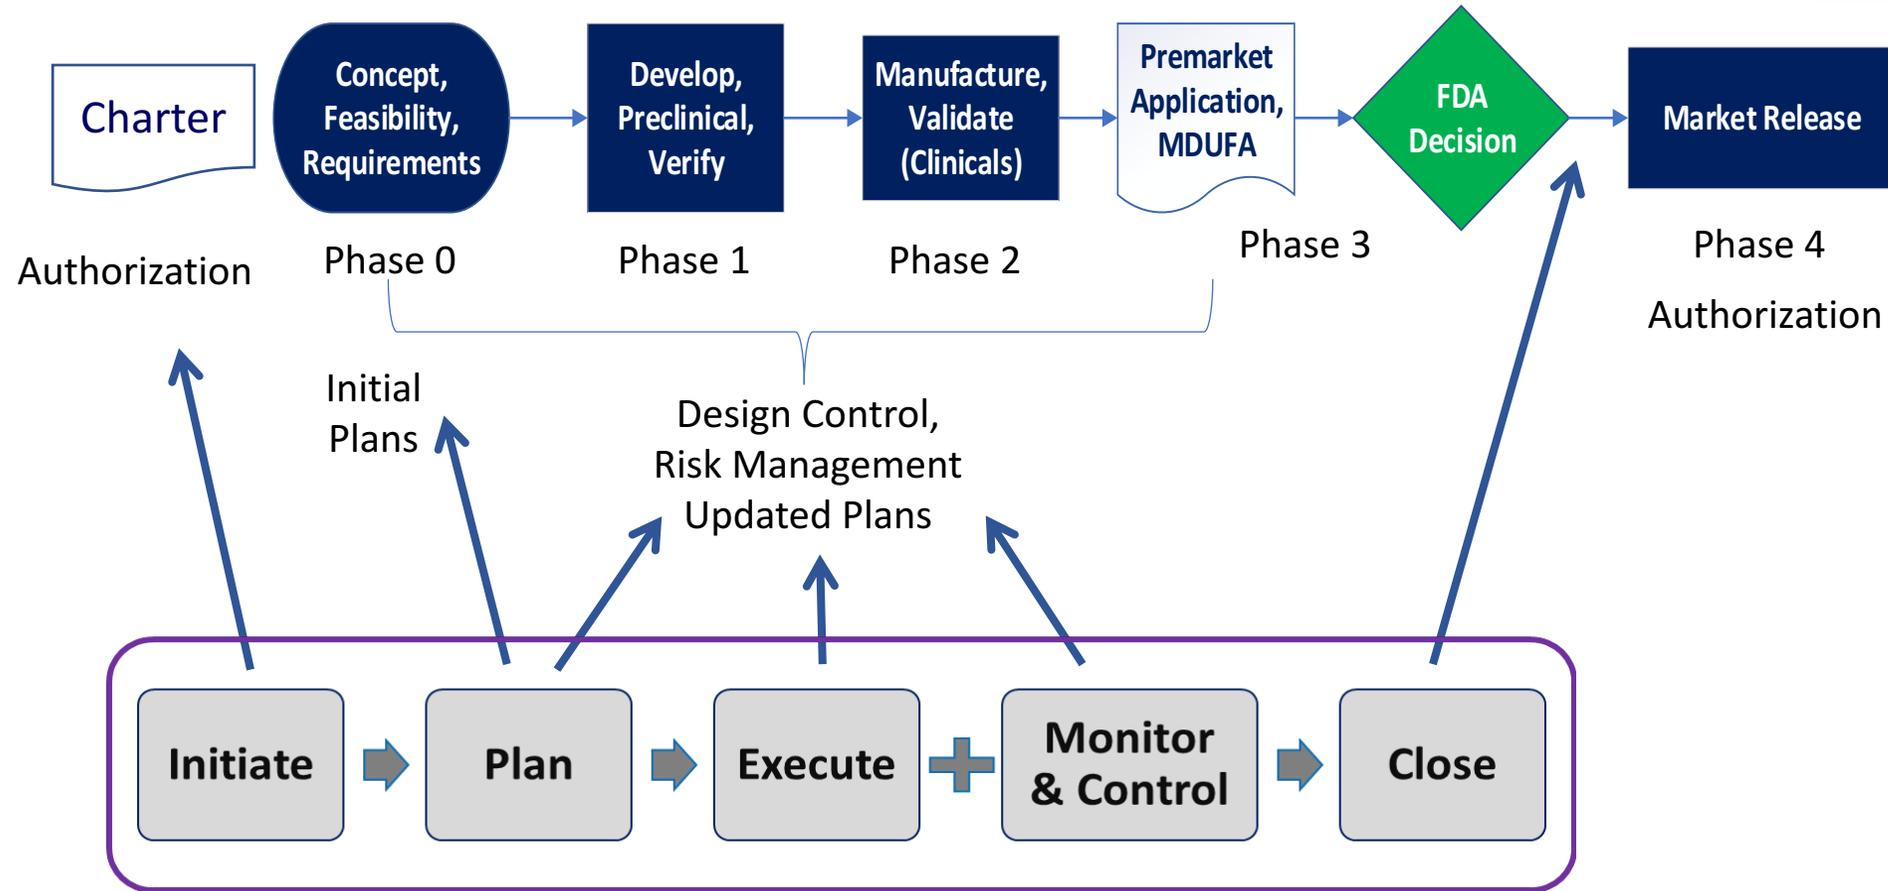 Charter
Concept,
Feasibility,
Requirements
Develop,
Preclinical,
Verify
Manufacture,
Validate
(Clinicals)
Premarket
Application,
MDUFA
FDA
Decision
Market Release
Authorization
Phase 0
Phase 1
Phase 2
Phase 3
Phase 4
Authorization
Initial
Plans
Design Control,
Risk Management
Updated Plans
Initiate
Plan
Execute
Monitor
& Control
Close